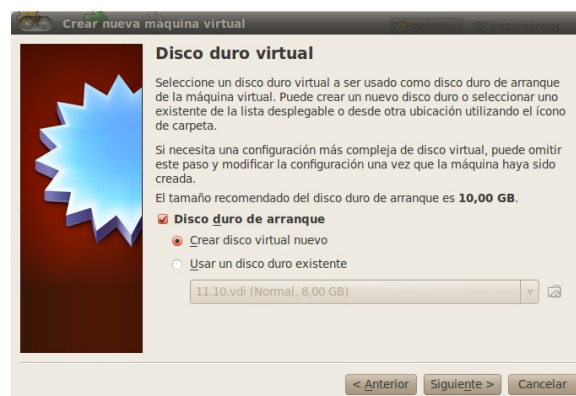 Crear nueva máquina virtual
Detalles
Instantáneas
Disco duro virtual
Seleccione un disco duro virtual a ser usado como disco duro de arranque
de la máquina virtual. Puede crear un nuevo disco duro o seleccionar uno
existente de la lista desplegable o desde otra ubicación utilizando el ícono
de carpeta.
Si necesita una configuración más compleja de disco virtual, puede omitir
este paso y modificar la configuración una vez que la máquina haya sido
creada.
El tamaño recomendado del disco duro de arranque es 10,00 GB.
Disco duro de arranque
Crear disco virtual nuevo
Usar un disco duro existente
11.10.vdi (Normal, 8,00 GB)
< Anterior
Siguiente >
Cancelar